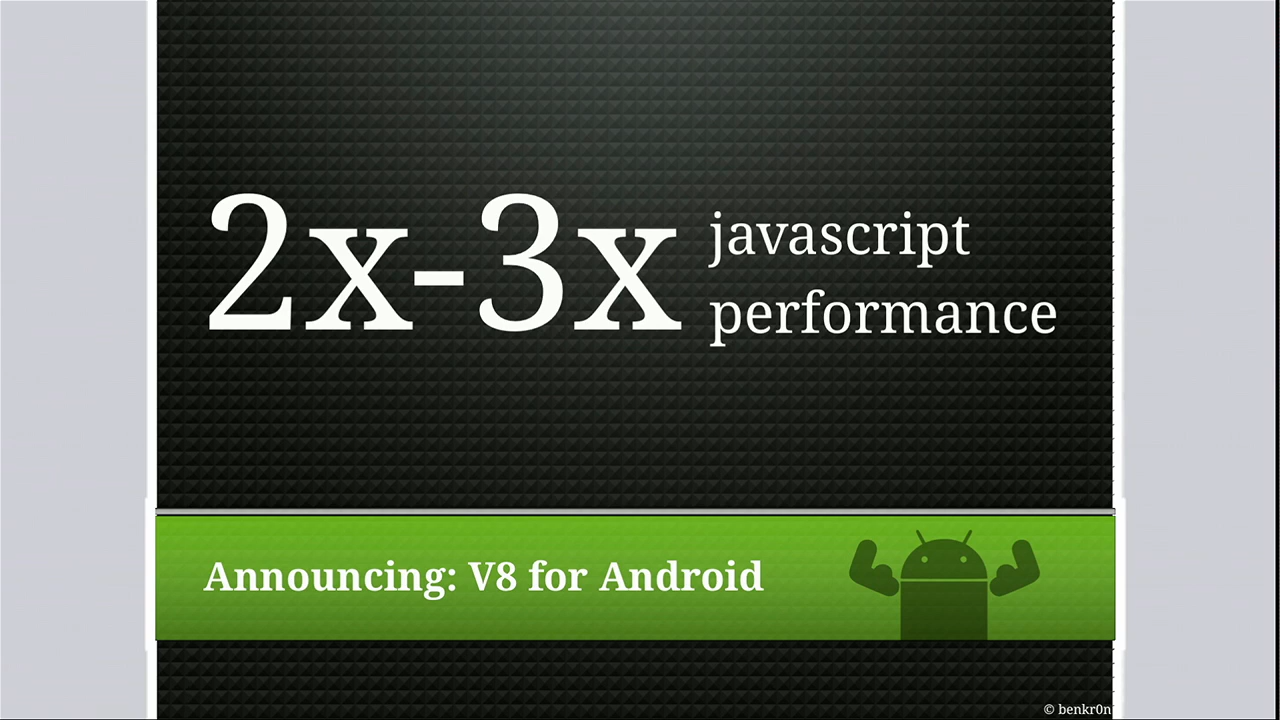 2x-3x
javascript
performance
Announcing: V8 for Android
© benkr0n